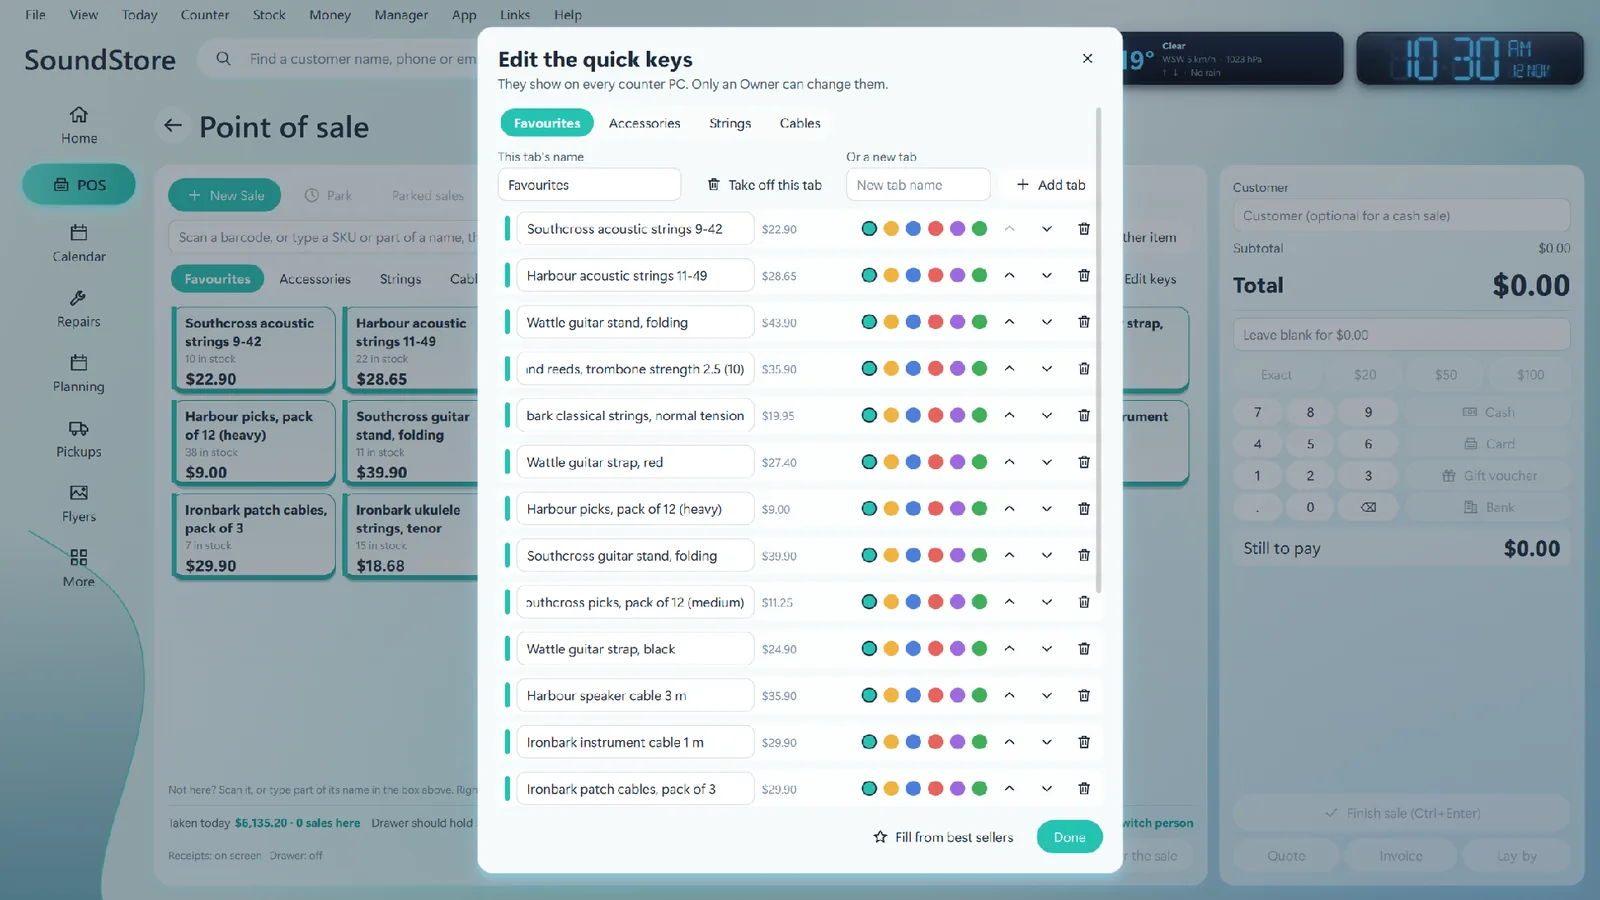 File View Today Counter Stock Money Manager App Links Help
SoundStore
Find a customer name, phone or em
Clear
19°
WSW 5 km/h · 1023 hPa
↑ ↓ · No rain
10:30 AM
12 NOV
Home
POS
Calendar
Repairs
Planning
Pickups
Flyers
More
Point of sale
New Sale Park Parked sales
Scan a barcode, or type a SKU or part of a name, th
ther item
Favourites Accessories Strings Cabl
Edit keys
Southcross acoustic strings 9-42
10 in stock
$22.90
Harbour acoustic strings 11-49
22 in stock
$28.65
strap,
Harbour picks, pack of 12 (heavy)
38 in stock
$9.00
Southcross guitar stand, folding
11 in stock
$39.90
ument
Ironbark patch cables, pack of 3
7 in stock
$29.90
Ironbark ukulele strings, tenor
15 in stock
$18.68
Not here? Scan it, or type part of its name in the box above. Righ
Taken today $6,135.20 · 0 sales here Drawer should hold
witch person
Receipts: on screen Drawer: off
r the sale
Edit the quick keys
They show on every counter PC. Only an Owner can change them.
Favourites Accessories Strings Cables
This tab's name
Or a new tab
Favourites
Take off this tab
New tab name
Add tab
Southcross acoustic strings 9-42 $22.90
Harbour acoustic strings 11-49 $28.65
Wattle guitar stand, folding $43.90
nd reeds, trombone strength 2.5 (10) $35.90
bark classical strings, normal tension $19.95
Wattle guitar strap, red $27.40
Harbour picks, pack of 12 (heavy) $9.00
Southcross guitar stand, folding $39.90
outhcross picks, pack of 12 (medium) $11.25
Wattle guitar strap, black $24.90
Harbour speaker cable 3 m $35.90
Ironbark instrument cable 1 m $29.90
Ironbark patch cables, pack of 3 $29.90
Fill from best sellers
Done
Customer
Customer (optional for a cash sale)
Subtotal $0.00
Total $0.00
Leave blank for $0.00
Exact $20 $50 $100
7 8 9 Cash
4 5 6 Card
1 2 3 Gift voucher
. 0 Bank
Still to pay $0.00
Finish sale (Ctrl+Enter)
Quote Invoice Lay-by